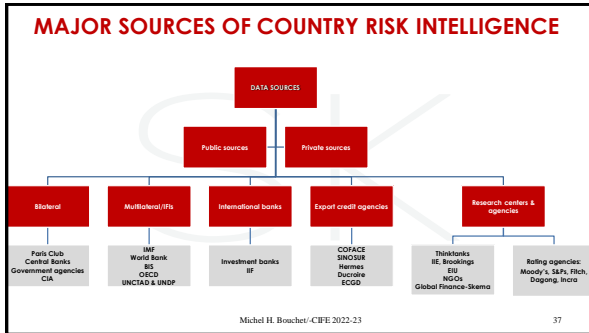 MAJOR SOURCES OF COUNTRY RISK INTELLIGENCE
DATA SOURCES
Public sources
Private sources
Bilateral
Multilateral/IFIs
International banks
Export credit agencies
Research centers &
agencies
Paris Club
Central Banks
Government agencies
CIA
IMF
World Bank
BIS
OECD
UNCTAD & UNDP
Investment banks
IIF
COFACE
SINOSUR
Hermes
Ducroire
ECGD
Thinktanks
IIE, Brookings
EIU
NGOs
Global Finance-Skema
Rating agencies:
Moody's, S&Ps, Fitch,
Dagong, Incra
Michel H. Bouchet/-CIFE 2022-23
37
SK